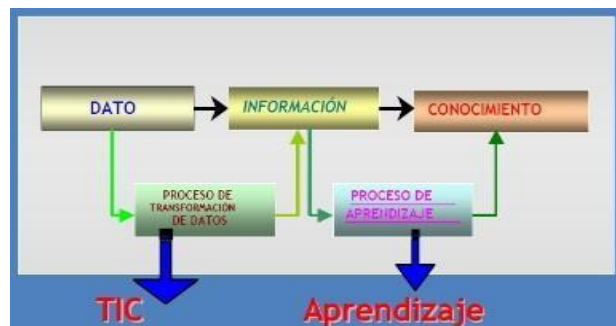 DATO
INFORMACIÓN
CONOCIMIENTO
PROCESO DE
TRANSFORMACIÓN
DE DATOS
PROCESO DE
APRENDIZAJE
TIC
Aprendizaje